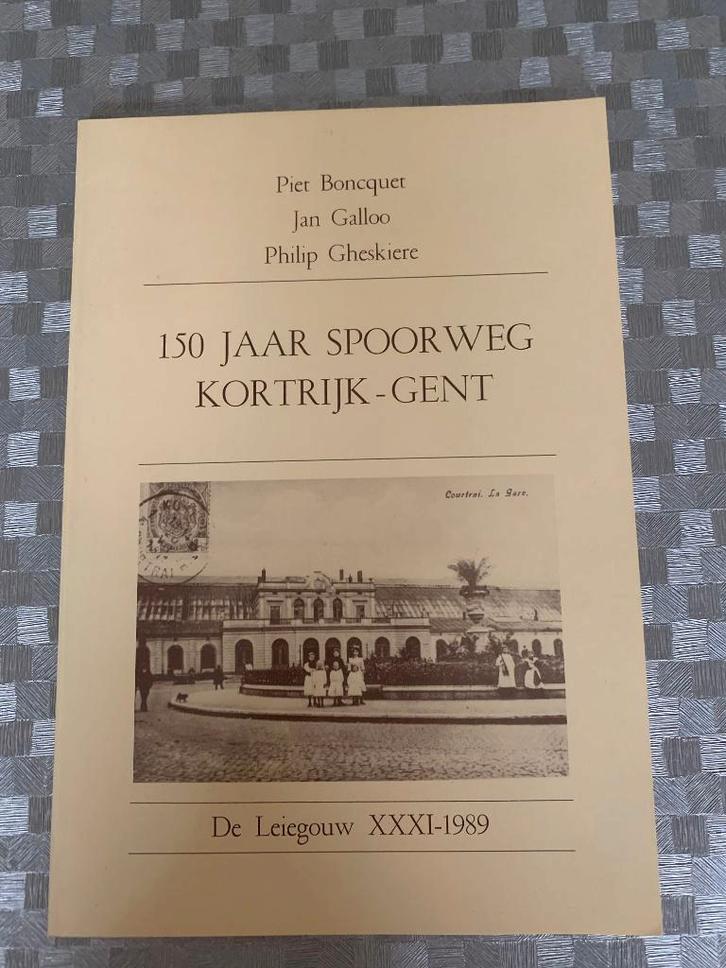 Piet Boncquet
Jan Galloo
Philip Gheskiere
150 JAAR SPOORWEG
KORTRIJK-GENT
Courtrai. La Gare.
De Leiegouw XXXI-1989